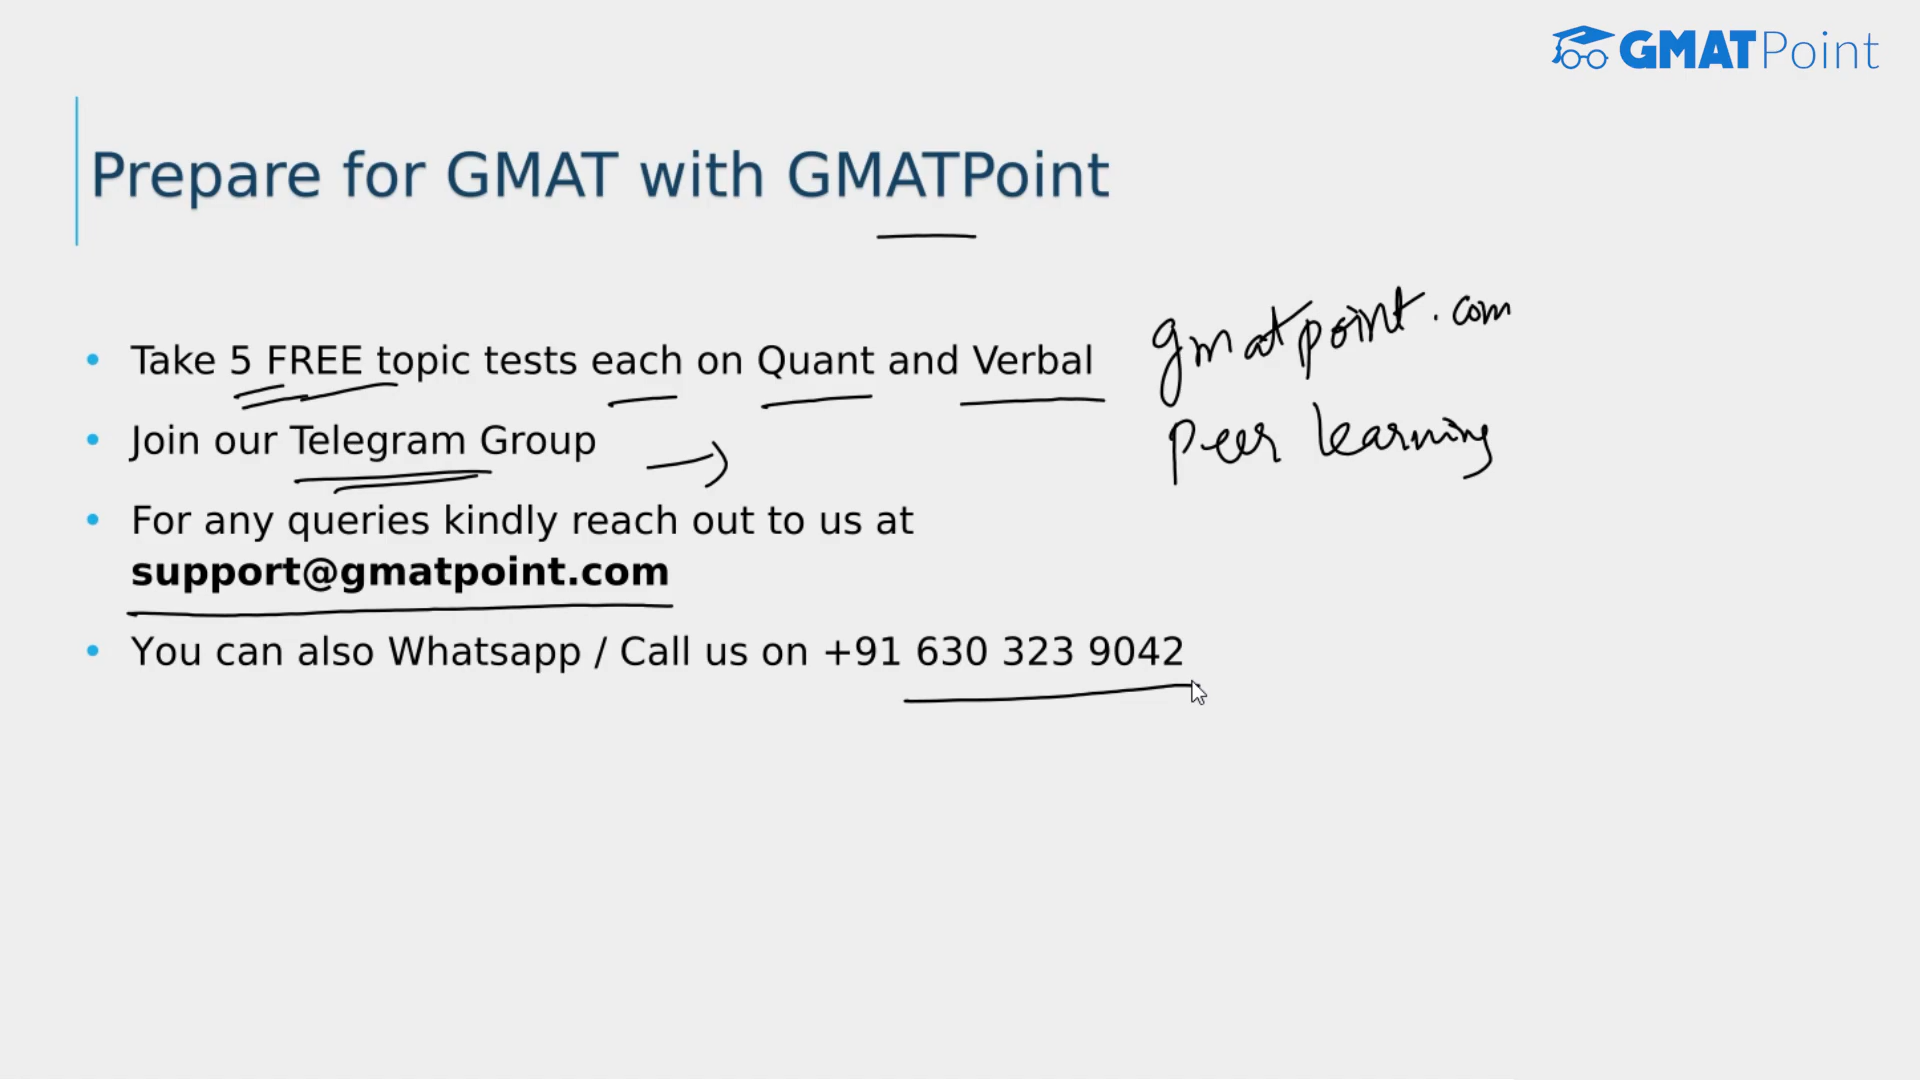 GMATPoint
Prepare for GMAT with GMATPoint
• Take 5 FREE topic tests each on Quant and Verbal
gmatpoint.com
• Join our Telegram Group
peer learning
• For any queries kindly reach out to us at
support@gmatpoint.com
• You can also Whatsapp / Call us on +91 630 323 9042